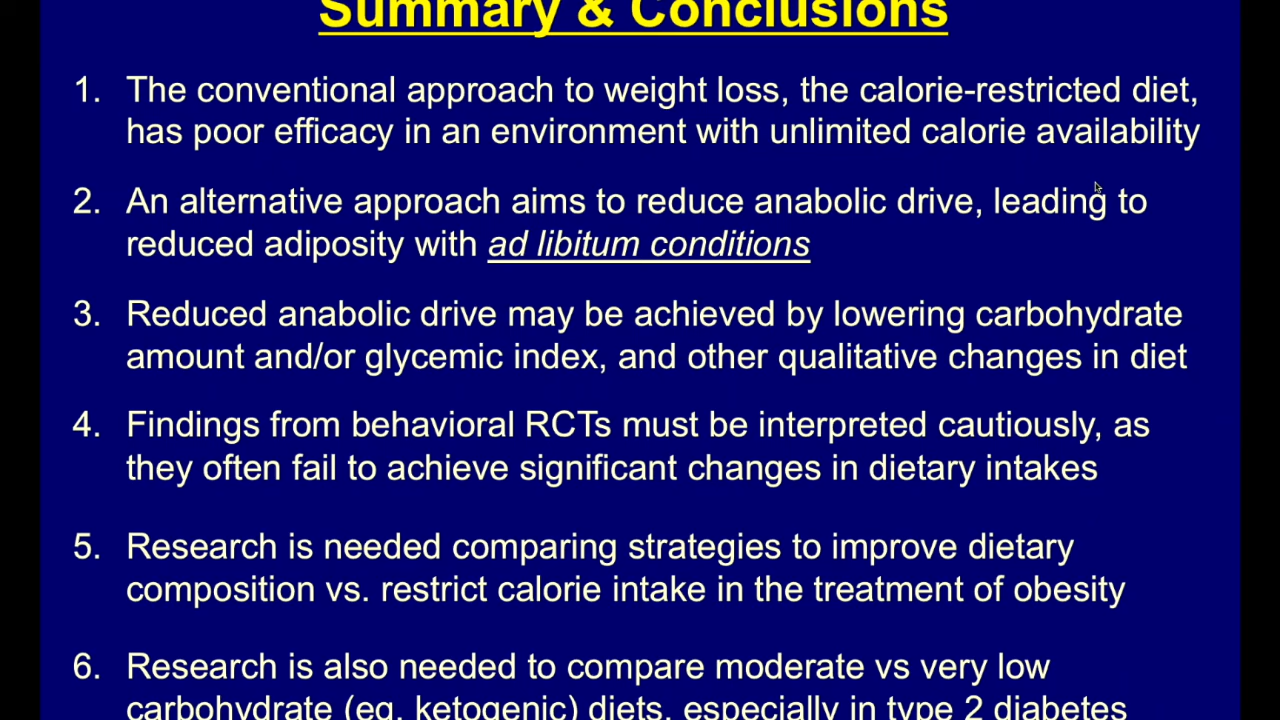 Summary & Conclusions
1. The conventional approach to weight loss, the calorie-restricted diet,
has poor efficacy in an environment with unlimited calorie availability
2. An alternative approach aims to reduce anabolic drive, leading to
reduced adiposity with ad libitum conditions
3. Reduced anabolic drive may be achieved by lowering carbohydrate
amount and/or glycemic index, and other qualitative changes in diet
4. Findings from behavioral RCTs must be interpreted cautiously, as
they often fail to achieve significant changes in dietary intakes
5. Research is needed comparing strategies to improve dietary
composition vs. restrict calorie intake in the treatment of obesity
6. Research is also needed to compare moderate vs very low
carbohydrate (eg, ketogenic) diets, especially in type 2 diabetes